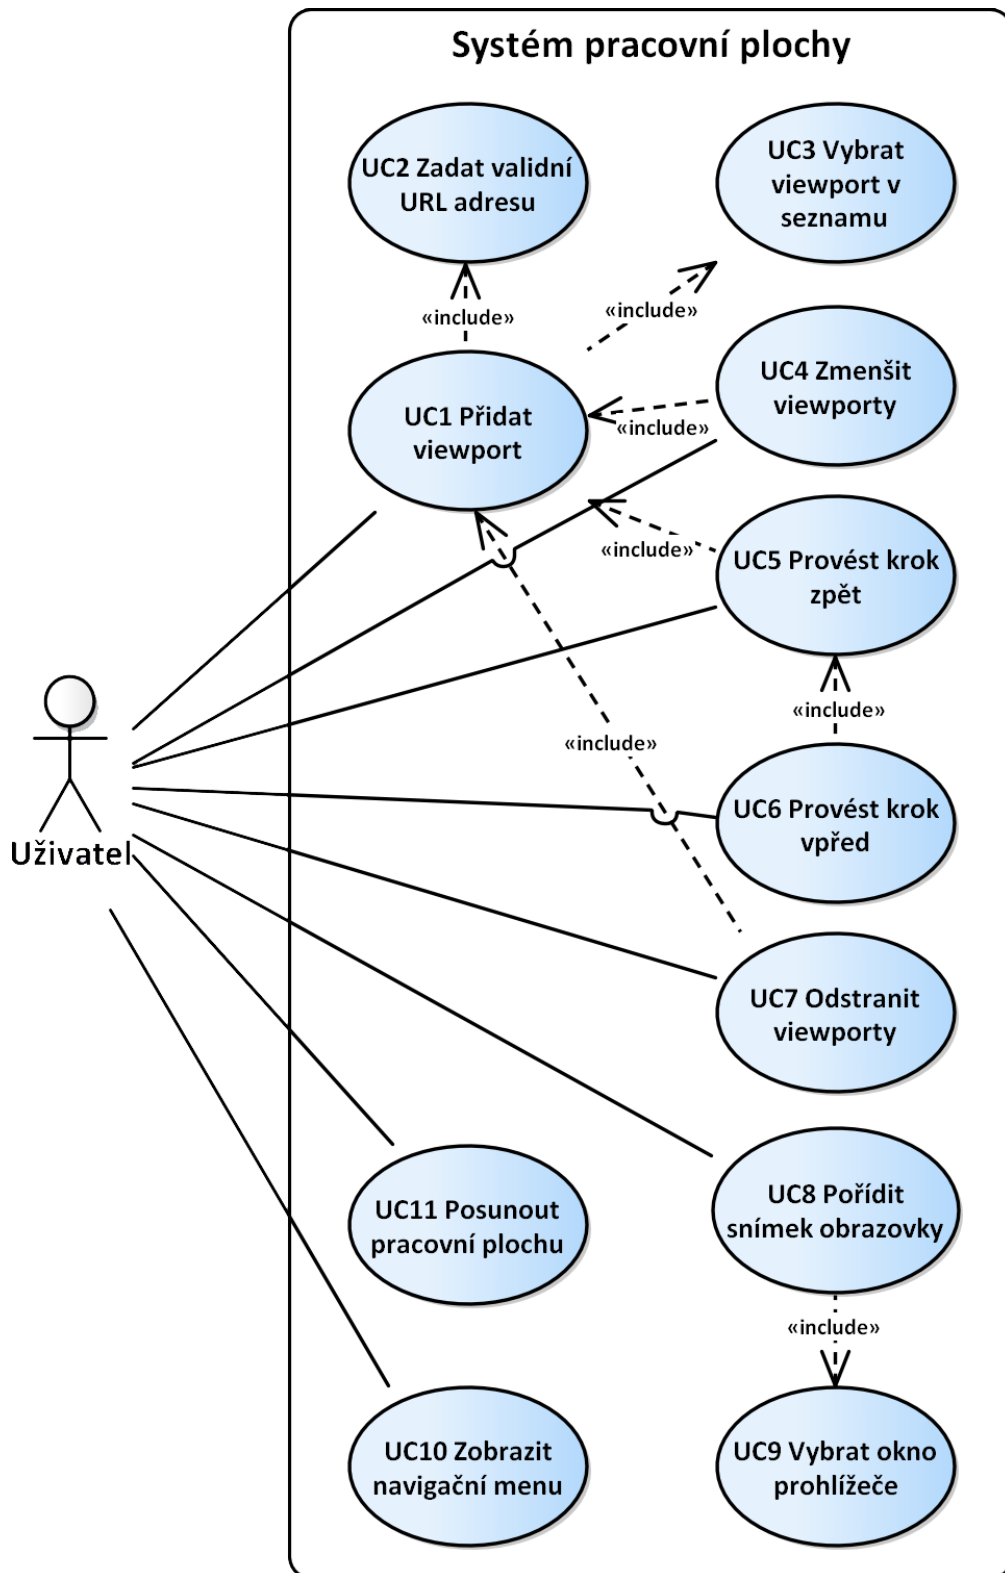 Systém pracovní plochy
UC2 Zadat validní
URL adresu
UC3 Vybrat
viewport v
seznamu
«include»
«include»
UC1 Přidat
viewport
UC4 Zmenšit
viewporty
«include»
«include»
UC5 Provést krok
zpět
«include»
«include»
UC6 Provést krok
vpřed
Uživatel
UC7 Odstranit
viewporty
UC11 Posunout
pracovní plochu
UC8 Pořídit
snímek obrazovky
«include»
UC10 Zobrazit
navigační menu
UC9 Vybrat okno
prohlížeče